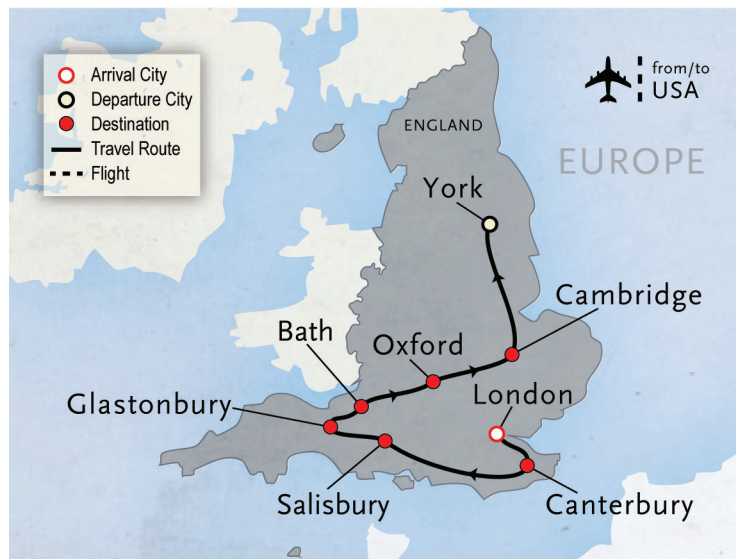 Arrival City
Departure City
Destination
Travel Route
Flight
from/to
USA
ENGLAND
EUROPE
York
Cambridge
Bath
Oxford
London
Glastonbury
Salisbury
Canterbury